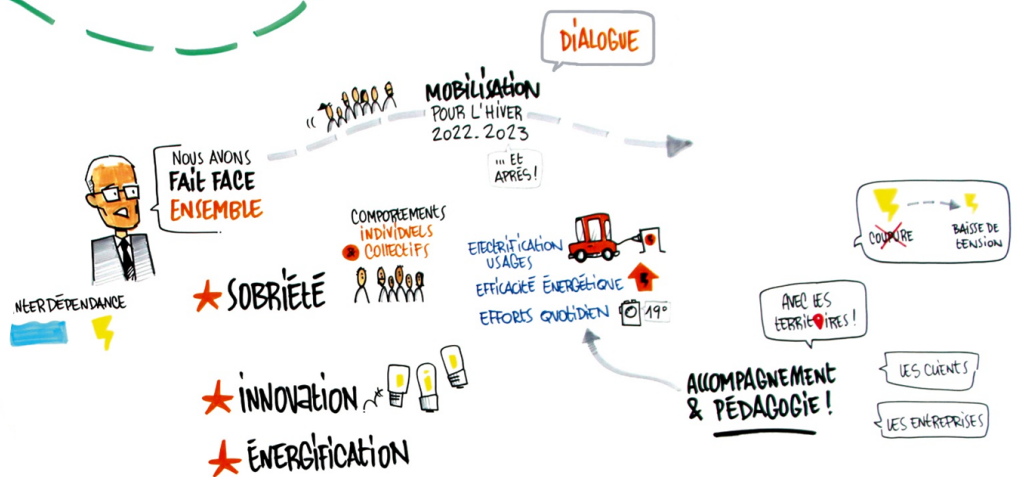 DIALOGUE
MOBILISATION
POUR L'HIVER
2022.2023
... ET
APRÈS!
NOUS AVONS
FAIT FACE
ENSEMBLE
COUPURE
BAISSE DE
TENSION
COMPORTEMENTS
INDIVIDUELS
COLLECTIFS
SOBRIÉTÉ
ELECTRIFICATION
USAGES
EFFICACITÉ ÉNERGÉTIQUE
EFFORTS QUOTIDIEN
19°
NTERDÉPENDANCE
AVEC LES
TERRITOIRES!
ACCOMPAGNEMENT
& PÉDAGOGIE!
LES CLIENTS
LES ENTREPRISES
INNOVATION
ÉNERGIFICATION